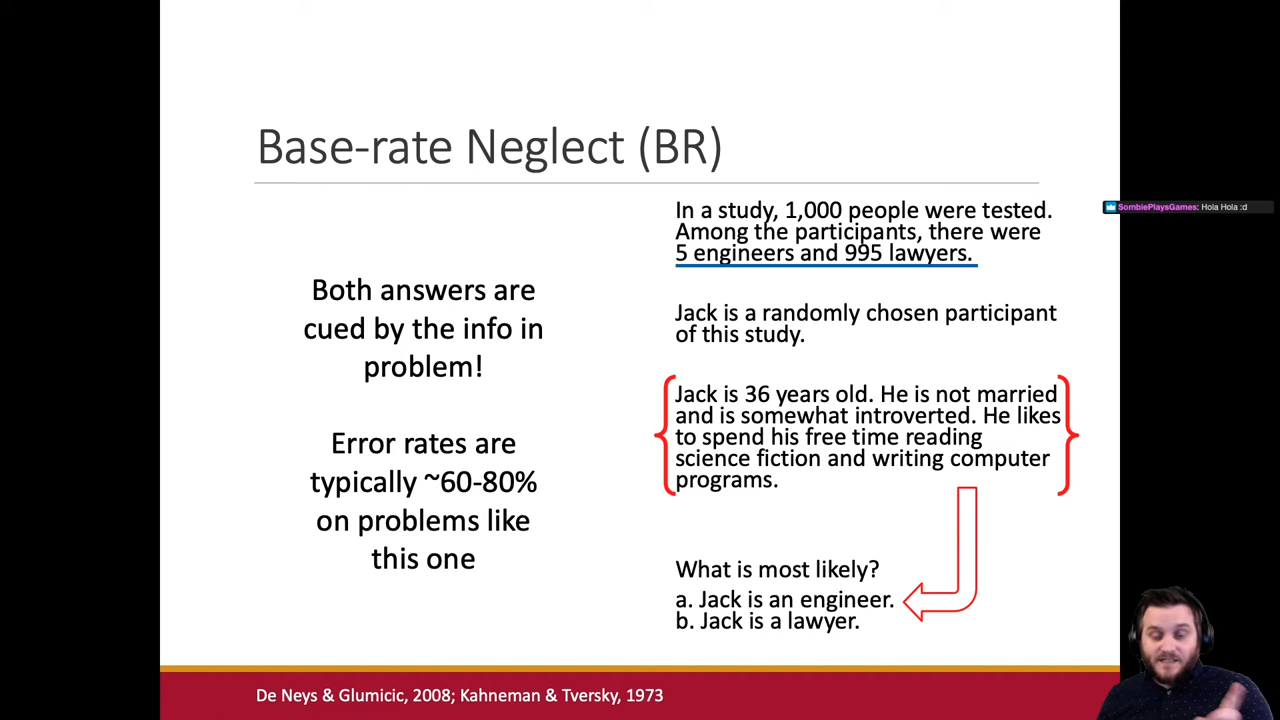 Base-rate Neglect (BR)
Both answers are
cued by the info in
problem!
Error rates are
typically ~60-80%
on problems like
this one
In a study, 1,000 people were tested.
Among the participants, there were
5 engineers and 995 lawyers.
Jack is a randomly chosen participant
of this study.
Jack is 36 years old. He is not married
and is somewhat introverted. He likes
to spend his free time reading
science fiction and writing computer
programs.
What is most likely?
a. Jack is an engineer.
b. Jack is a lawyer.
SombiePlaysGames: Hola Hola :d
De Neys & Glumicic, 2008; Kahneman & Tversky, 1973